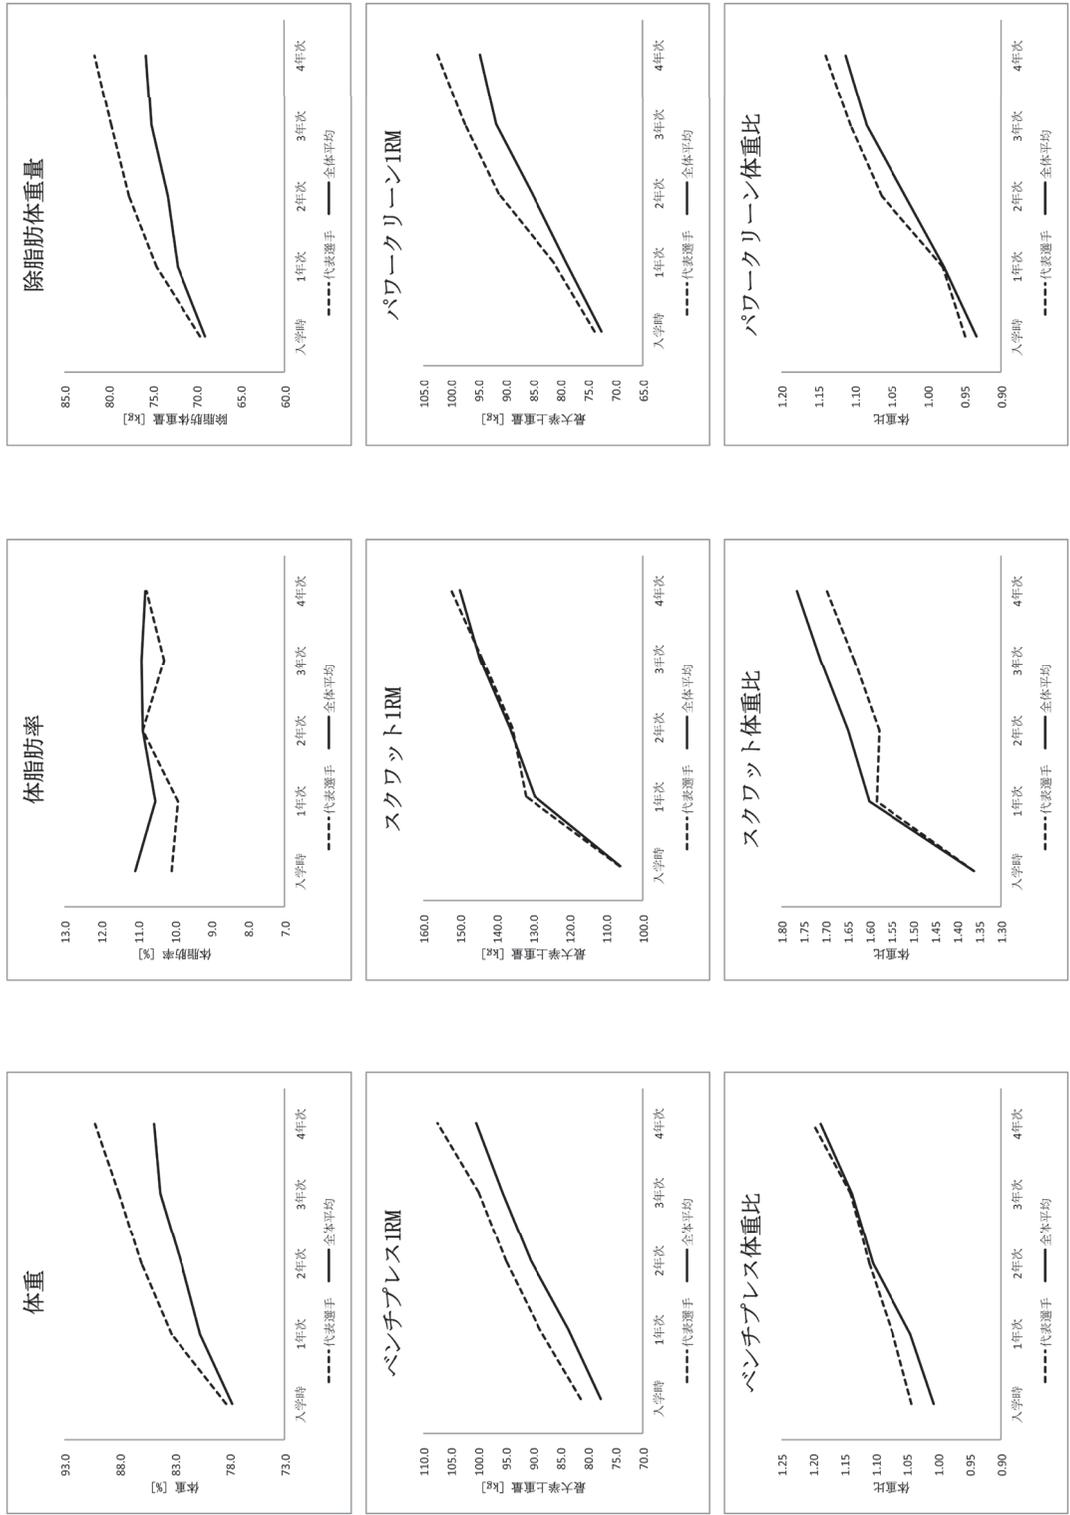 体重
体重 [%]
93.0
88.0
83.0
78.0
73.0
入学時 1年次 2年次 3年次 4年次
代表選手 全体平均
体脂肪率
体脂肪率 [%]
13.0
12.0
11.0
10.0
9.0
8.0
7.0
入学時 1年次 2年次 3年次 4年次
代表選手 全体平均
除脂肪体重量
除脂肪体重量 [kg]
85.0
80.0
75.0
70.0
65.0
60.0
入学時 1年次 2年次 3年次 4年次
代表選手 全体平均
ベンチプレス1RM
最大挙上重量 [kg]
110.0
105.0
100.0
95.0
90.0
85.0
80.0
75.0
70.0
入学時 1年次 2年次 3年次 4年次
代表選手 全体平均
スクワット1RM
最大挙上重量 [kg]
160.0
150.0
140.0
130.0
120.0
110.0
100.0
入学時 1年次 2年次 3年次 4年次
代表選手 全体平均
パワークリーン1RM
最大挙上重量 [kg]
105.0
100.0
95.0
90.0
85.0
80.0
75.0
70.0
65.0
入学時 1年次 2年次 3年次 4年次
代表選手 全体平均
ベンチプレス体重比
体重比
1.25
1.20
1.15
1.10
1.05
1.00
0.95
0.90
入学時 1年次 2年次 3年次 4年次
代表選手 全体平均
スクワット体重比
体重比
1.80
1.75
1.70
1.65
1.60
1.55
1.50
1.45
1.40
1.35
1.30
入学時 1年次 2年次 3年次 4年次
代表選手 全体平均
パワークリーン体重比
体重比
1.20
1.15
1.10
1.05
1.00
0.95
0.90
入学時 1年次 2年次 3年次 4年次
代表選手 全体平均